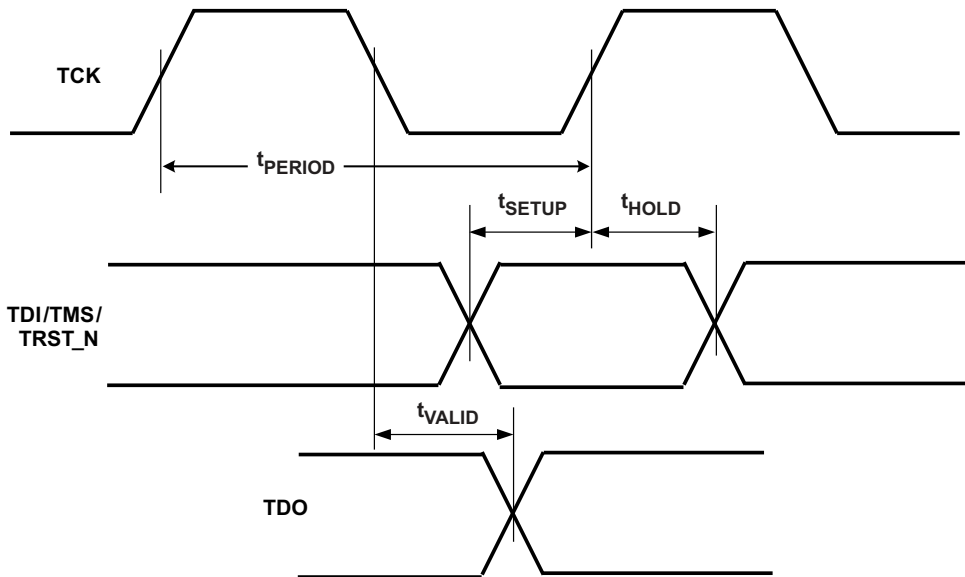 TCK
tPERIOD
tSETUP
tHOLD
TDI/TMS/
TRST_N
tVALID
TDO